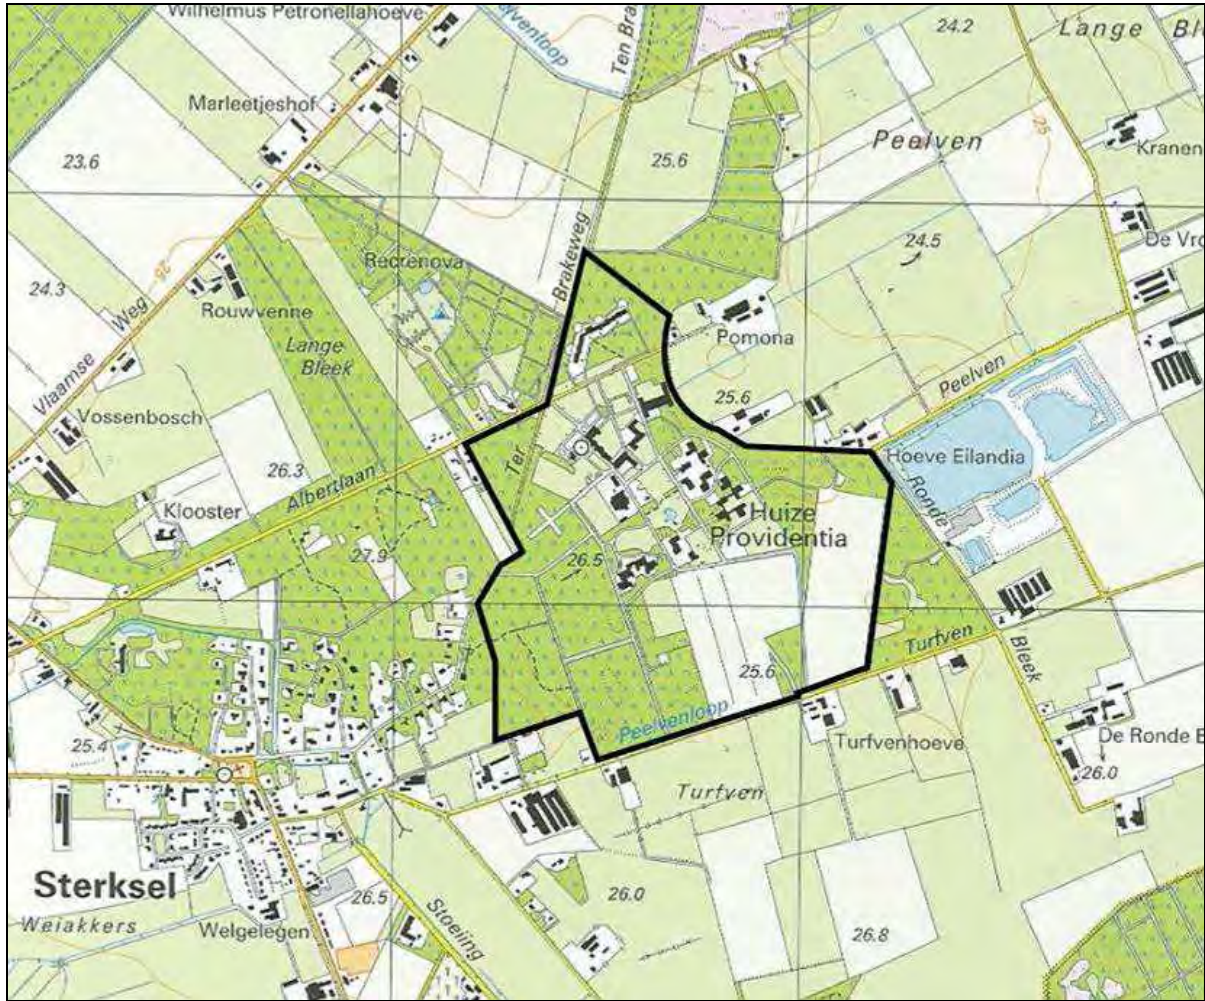 Wilhelmus Petronellahoeve
Ten Bra
24.2
Lange Bl
Marleetjeshof
Peelven
25
Kranen
23.6
25.6
De Vro
24.5
Recrenova
Brakeweg
24.3
Weg
25
Rouwvenne
Pomona
Lange
Bleek
Vlaamse
Peelven
25.6
Vossenbosch
Ter
Hoeve Eilandia
26.3
Albertlaan
Ronde
Klooster
Huize
Providentia
27.9
26.5
Turfven
Bleek
25.6
Peelvenloop
25.4
Turfvenhoeve
De Ronde B
26.0
Turfven
Sterksel
26.5
26.0
Stoeijing
Weiakkers
Welgelegen
26.8